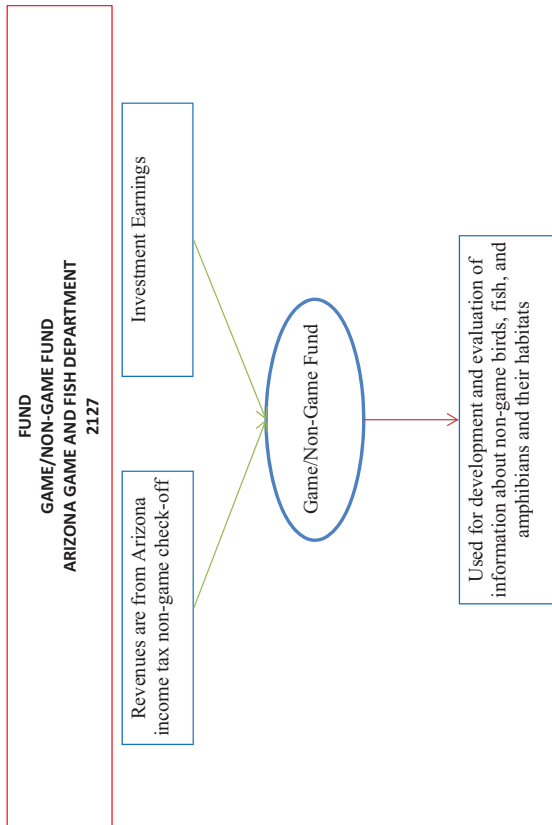 FUND
GAME/NON-GAME FUND
ARIZONA GAME AND FISH DEPARTMENT
2127
Revenues are from Arizona
income tax non-game check-off
Investment Earnings
Game/Non-Game Fund
Used for development and evaluation of
information about non-game birds, fish, and
amphibians and their habitats